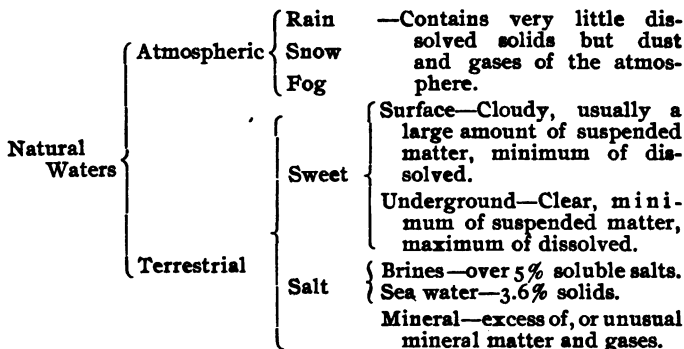 Rain —Contains very little dis-
Atmospheric Snow solved solids but dust
and gases of the atmos-
Fog phere.
Surface—Cloudy, usually a
large amount of suspended
Natural matter, minimum of dis-
Waters Sweet solved.
Underground—Clear, mini-
mum of suspended matter,
maximum of dissolved.
Terrestrial Brines—over 5% soluble salts.
Salt Sea water—3.6% solids.
Mineral—excess of, or unusual
mineral matter and gases.